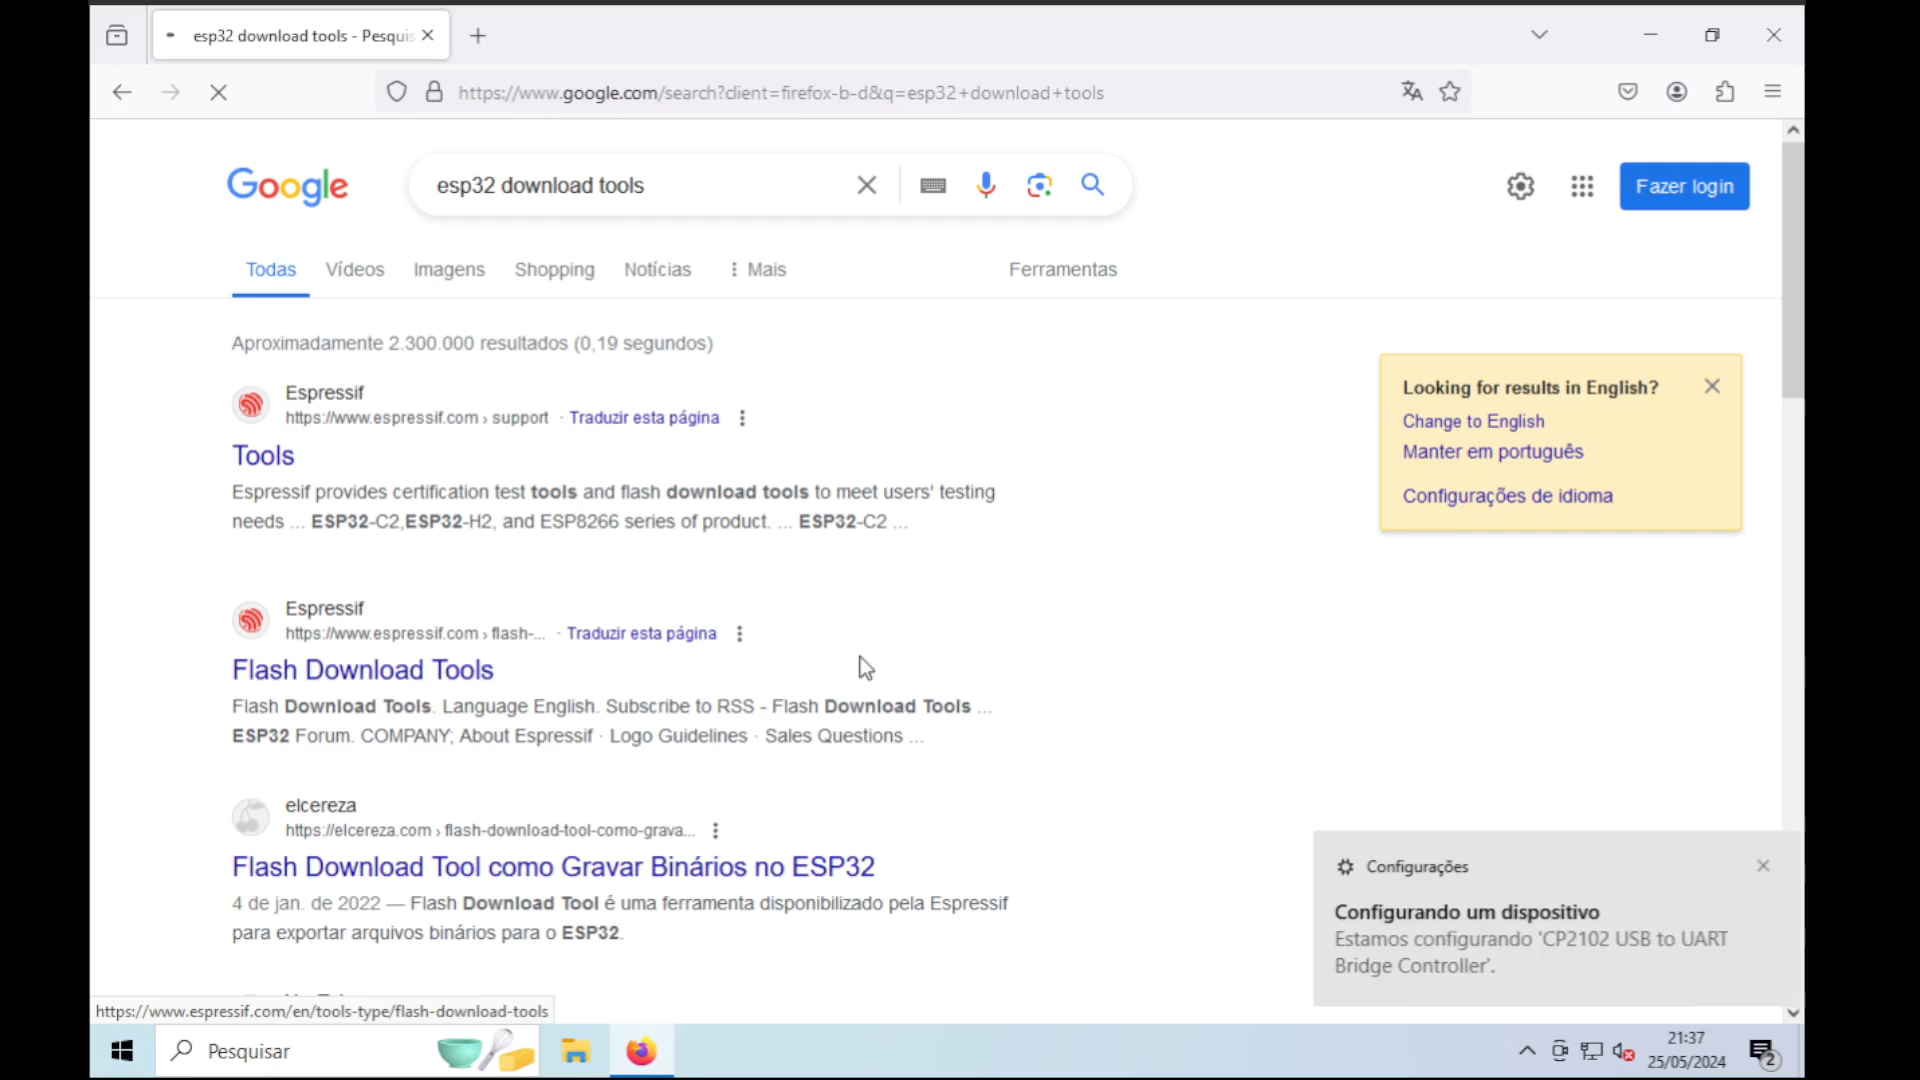 esp32 download tools - Pesquis
https://www.google.com/search?client=firefox-b-d&q=esp32+download+tools
Google
esp32 download tools
Fazer login
Todas
Vídeos
Imagens
Shopping
Notícias
Mais
Ferramentas
Aproximadamente 2.300.000 resultados (0,19 segundos)
Espressif
https://www.espressif.com › support · Traduzir esta página
Tools
Espressif provides certification test tools and flash download tools to meet users' testing
needs ... ESP32-C2,ESP32-H2, and ESP8266 series of product. ... ESP32-C2 ...
Looking for results in English?
Change to English
Manter em português
Configurações de idioma
Espressif
https://www.espressif.com › flash-... · Traduzir esta página
Flash Download Tools
Flash Download Tools. Language English. Subscribe to RSS - Flash Download Tools ...
ESP32 Forum. COMPANY; About Espressif · Logo Guidelines · Sales Questions ...
elcereza
https://elcereza.com › flash-download-tool-como-grava...
Flash Download Tool como Gravar Binários no ESP32
4 de jan. de 2022 — Flash Download Tool é uma ferramenta disponibilizado pela Espressif
para exportar arquivos binários para o ESP32.
Configurações
Configurando um dispositivo
Estamos configurando 'CP2102 USB to UART
Bridge Controller'.
https://www.espressif.com/en/tools-type/flash-download-tools
Pesquisar
21:37
25/05/2024
2